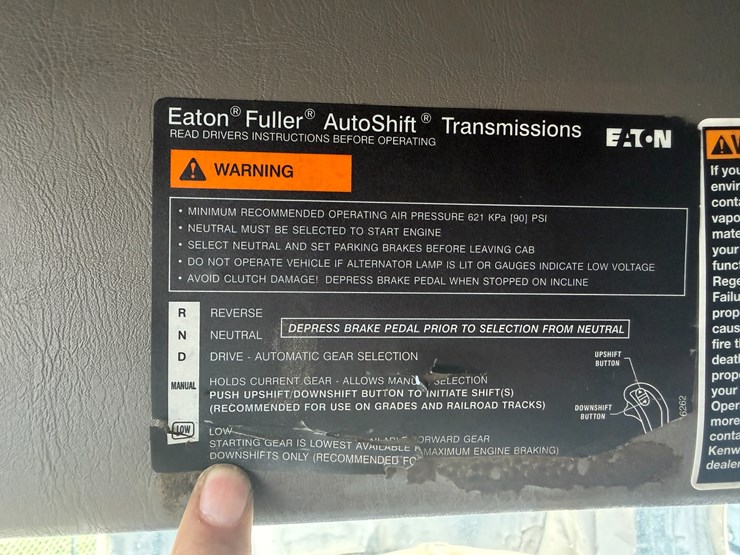 Eaton® Fuller® AutoShift® Transmissions
EATON
READ DRIVERS INSTRUCTIONS BEFORE OPERATING
WARNING
• MINIMUM RECOMMENDED OPERATING AIR PRESSURE 621 KPa [90] PSI
• NEUTRAL MUST BE SELECTED TO START ENGINE
• SELECT NEUTRAL AND SET PARKING BRAKES BEFORE LEAVING CAB
• DO NOT OPERATE VEHICLE IF ALTERNATOR LAMP IS LIT OR GAUGES INDICATE LOW VOLTAGE
• AVOID CLUTCH DAMAGE! DEPRESS BRAKE PEDAL WHEN STOPPED ON INCLINE
R REVERSE
N NEUTRAL DEPRESS BRAKE PEDAL PRIOR TO SELECTION FROM NEUTRAL
D DRIVE - AUTOMATIC GEAR SELECTION
MANUAL HOLDS CURRENT GEAR - ALLOWS MANU SELECTION
PUSH UPSHIFT/DOWNSHIFT BUTTON TO INITIATE SHIFT(S)
(RECOMMENDED FOR USE ON GRADES AND RAILROAD TRACKS)
LOW LOW
STARTING GEAR IS LOWEST AVAILABLE FORWARD GEAR
DOWNSHIFTS ONLY (RECOMMENDED FO MAXIMUM ENGINE BRAKING)
UPSHIFT
BUTTON
DOWNSHIFT
BUTTON
6262
If you
envir
conta
vapo
mate
your
funct
Rege
Failu
prop
caus
fire t
deat
prope
your
Oper
more
conta
Kenw
dealer